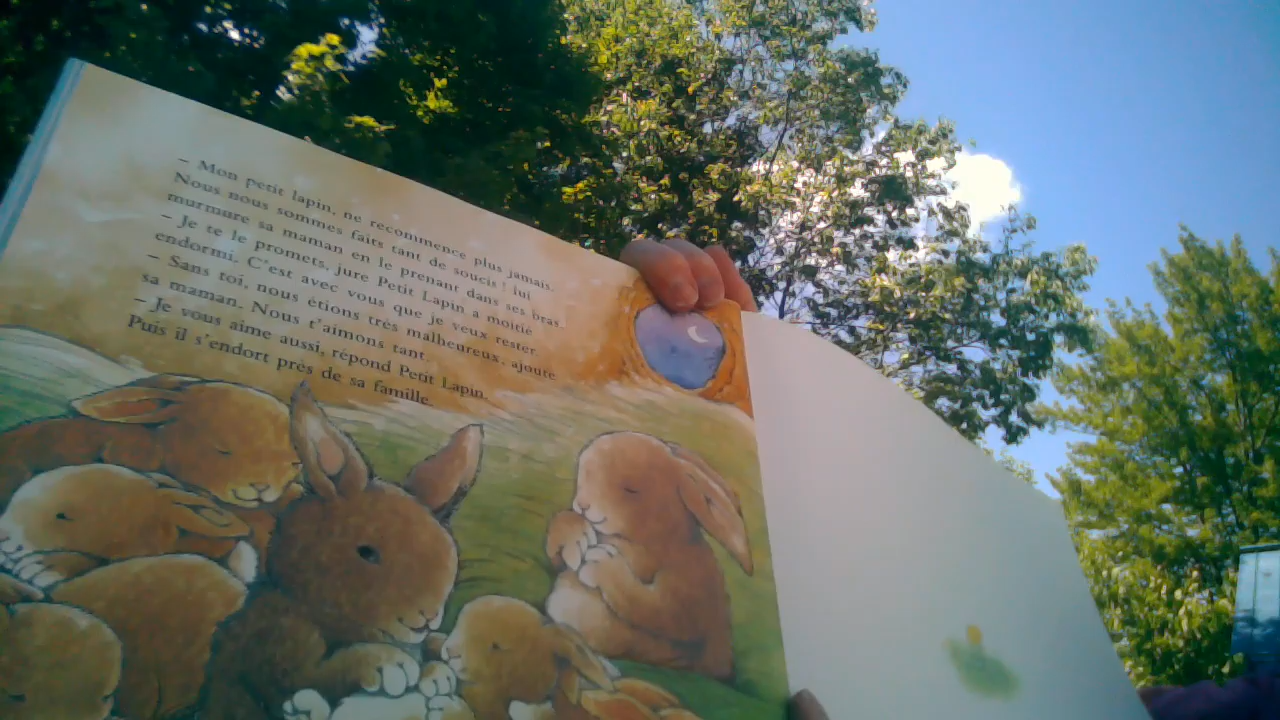 – Mon petit lapin, ne recommence plus jamais.
Nous nous sommes faits tant de soucis ! lui
murmure sa maman en le prenant dans ses bras.
– Je te le promets, jure Petit Lapin a moitié
endormi. C'est avec vous que je veux rester.
– Sans toi, nous étions très malheureux, ajoute
sa maman. Nous t'aimons tant.
– Je vous aime aussi, répond Petit Lapin.
Puis il s'endort près de sa famille.